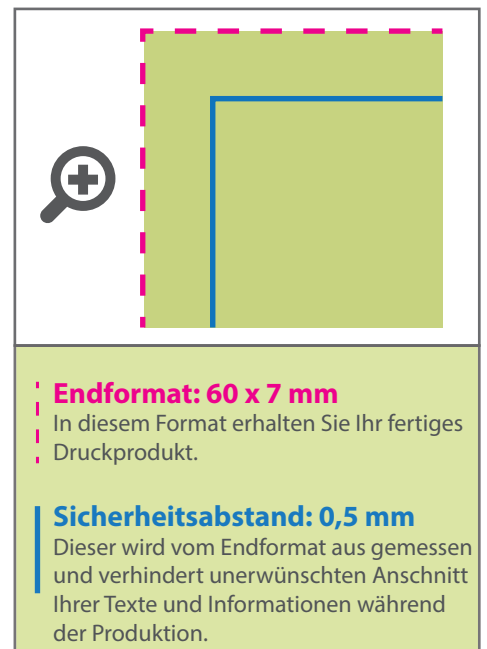 Endformat: 60 x 7 mm
In diesem Format erhalten Sie Ihr fertiges
Druckprodukt.
Sicherheitsabstand: 0,5 mm
Dieser wird vom Endformat aus gemessen
und verhindert unerwünschten Anschnitt
Ihrer Texte und Informationen während
der Produktion.